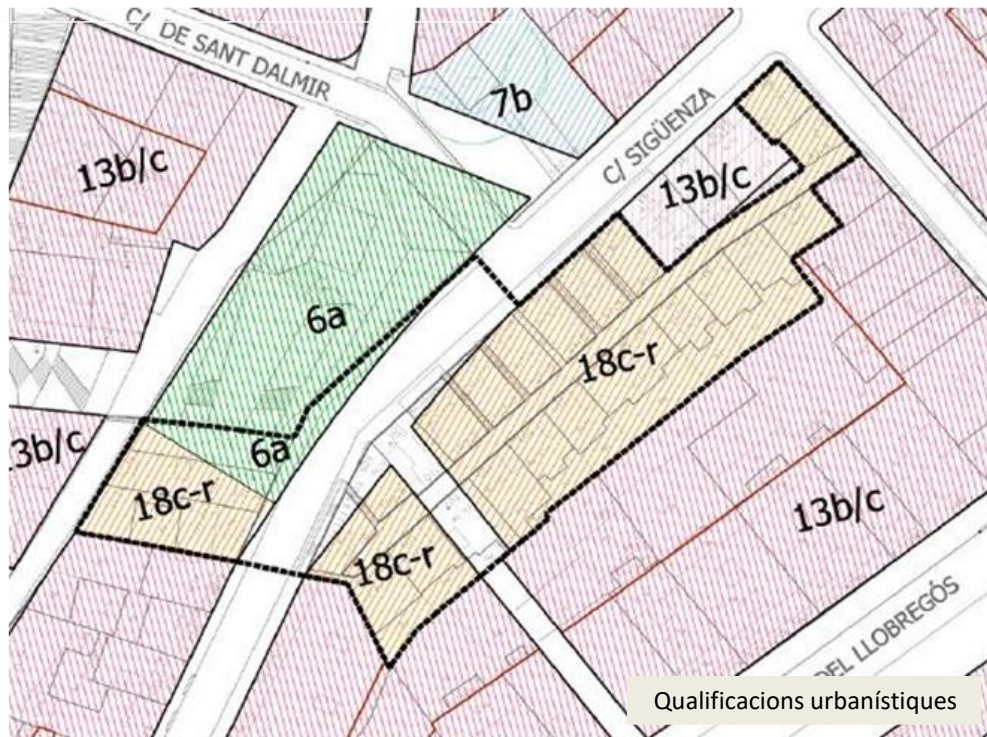 C/ DE SANT DALMIR
7b
C/ SIGÜENZA
13b/c
13b/c
6a
18c-r
3b/c
6a
18c-r
13b/c
18c-r
DEL LLOBREGÓS
Qualificacions urbanístiques